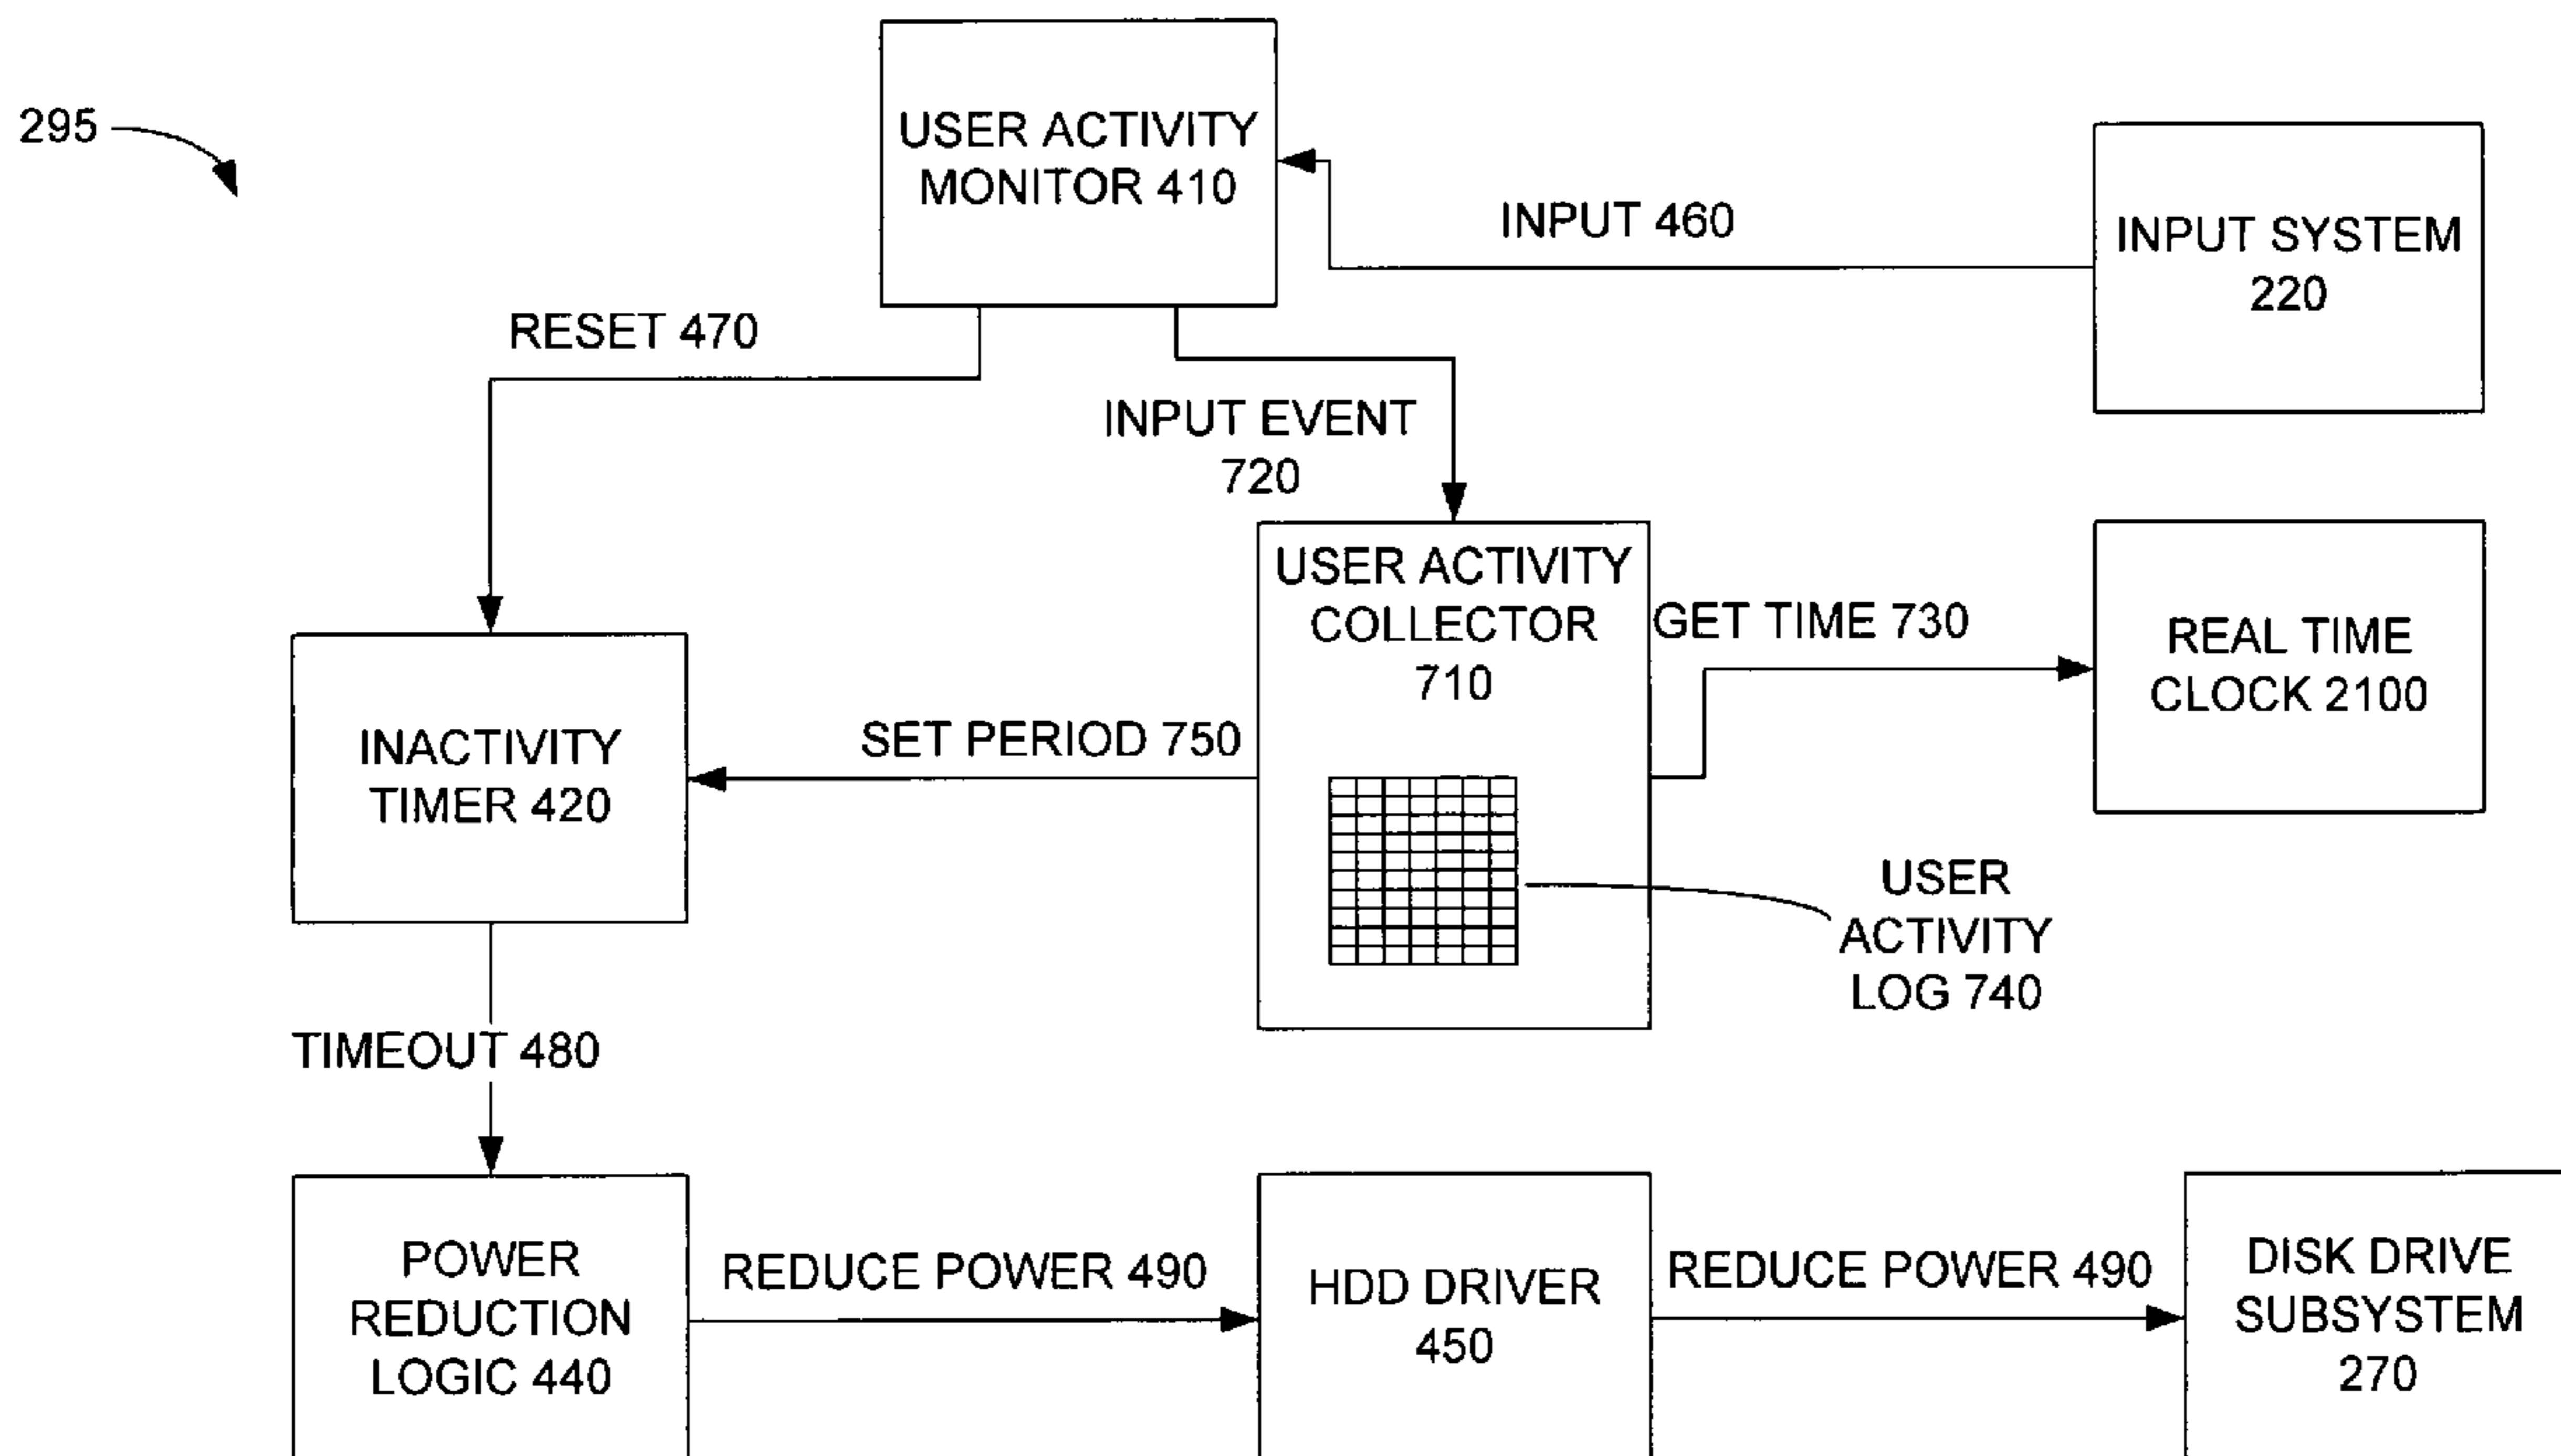 295
USER ACTIVITY
MONITOR 410
INPUT 460
INPUT SYSTEM
220
RESET 470
INPUT EVENT
720
USER ACTIVITY
COLLECTOR
710
GET TIME 730
REAL TIME
CLOCK 2100
INACTIVITY
TIMER 420
SET PERIOD 750
USER
ACTIVITY
LOG 740
TIMEOUT 480
POWER
REDUCTION
LOGIC 440
REDUCE POWER 490
HDD DRIVER
450
REDUCE POWER 490
DISK DRIVE
SUBSYSTEM
270